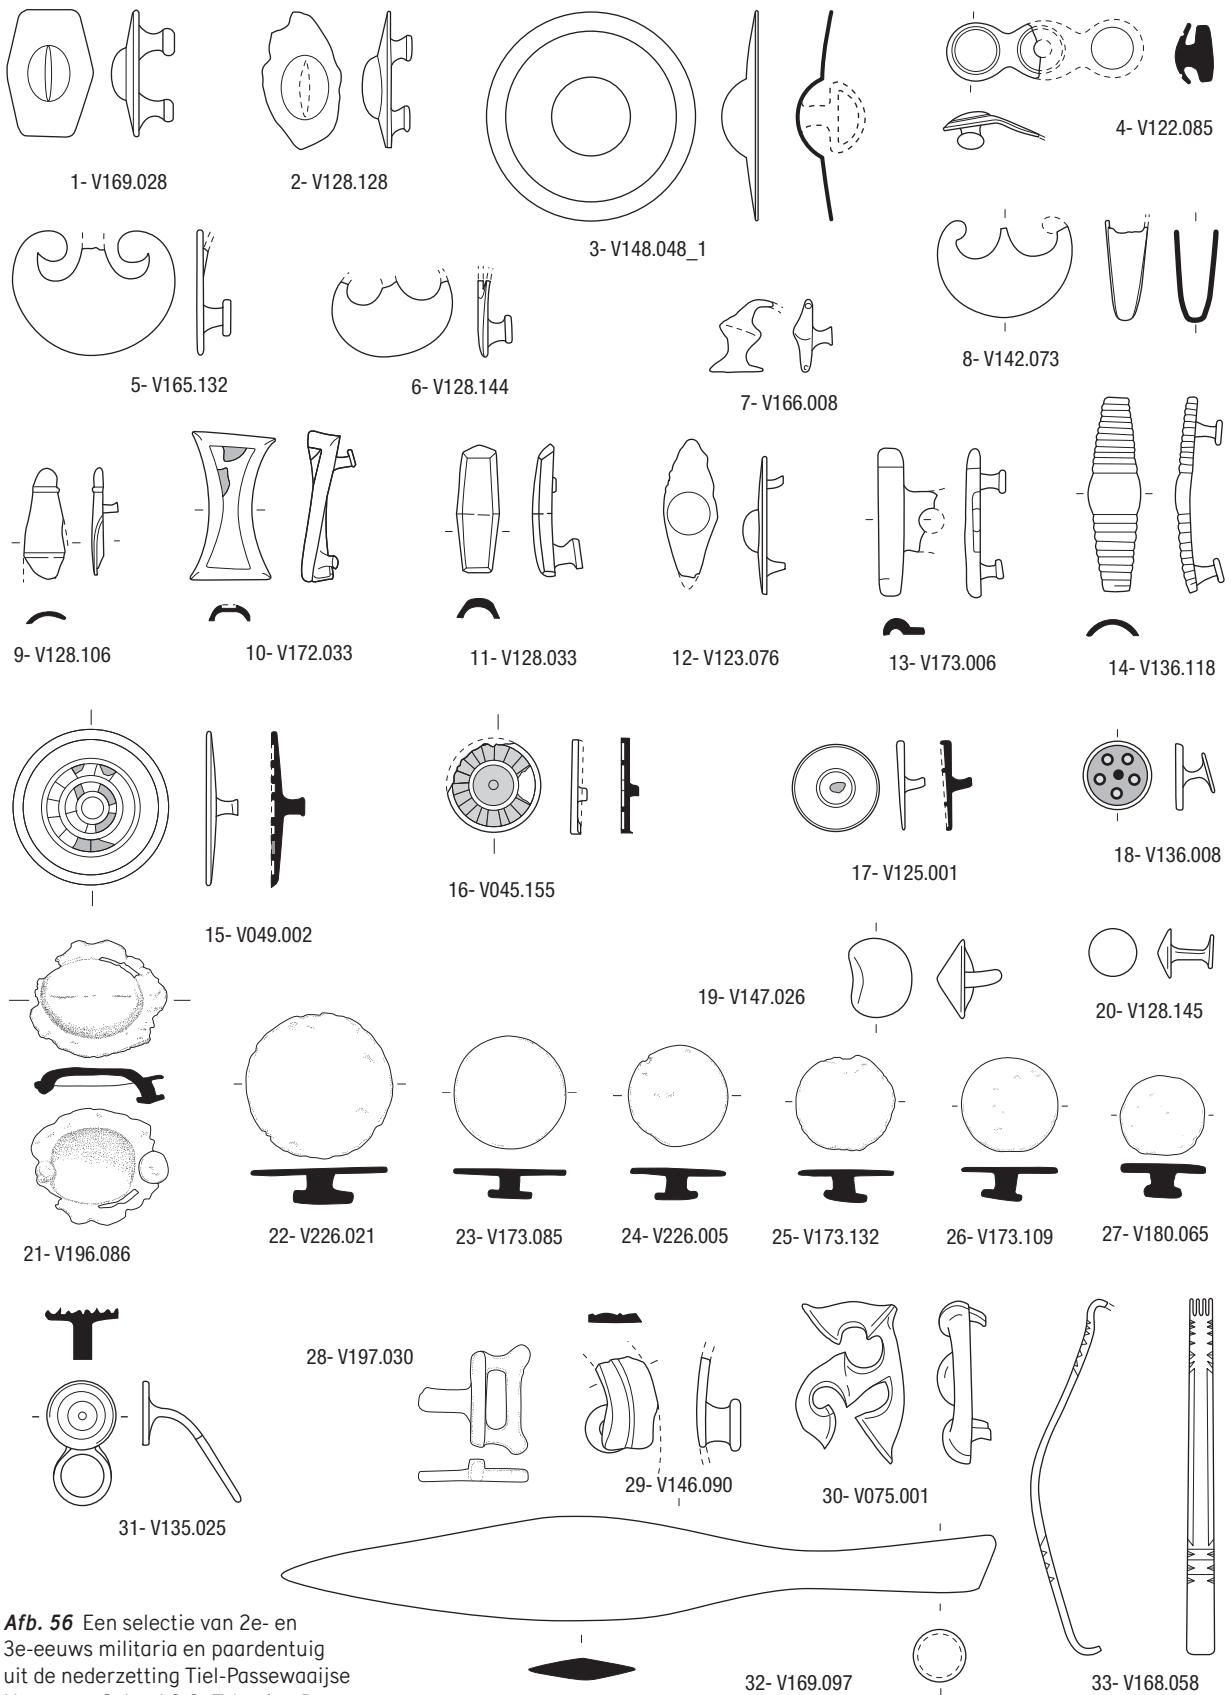 1- V169.028
2- V128.128
3- V148.048_1
4- V122.085
5- V165.132
6- V128.144
7- V166.008
8- V142.073
9- V128.106
10- V172.033
11- V128.033
12- V123.076
13- V173.006
14- V136.118
15- V049.002
16- V045.155
17- V125.001
18- V136.008
19- V147.026
20- V128.145
21- V196.086
22- V226.021
23- V173.085
24- V226.005
25- V173.132
26- V173.109
27- V180.065
28- V197.030
29- V146.090
30- V075.001
31- V135.025
32- V169.097
33- V168.058
Afb. 56 Een selectie van 2e- en
3e-eeuws militaria en paardentuig
uit de nederzetting Tiel-Passewaaijse